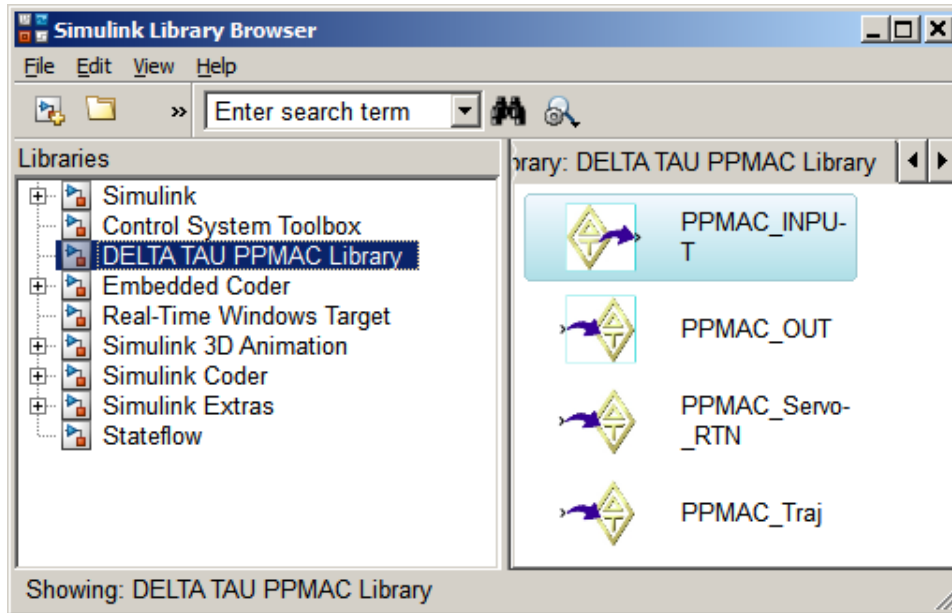 Simulink Library Browser
File Edit View Help
» Enter search term
Libraries
Simulink
Control System Toolbox
DELTA TAU PPMAC Library
Embedded Coder
Real-Time Windows Target
Simulink 3D Animation
Simulink Coder
Simulink Extras
Stateflow
rary: DELTA TAU PPMAC Library
PPMAC_INPU-
T
PPMAC_OUT
PPMAC_Servo-
_RTN
PPMAC_Traj
Showing: DELTA TAU PPMAC Library